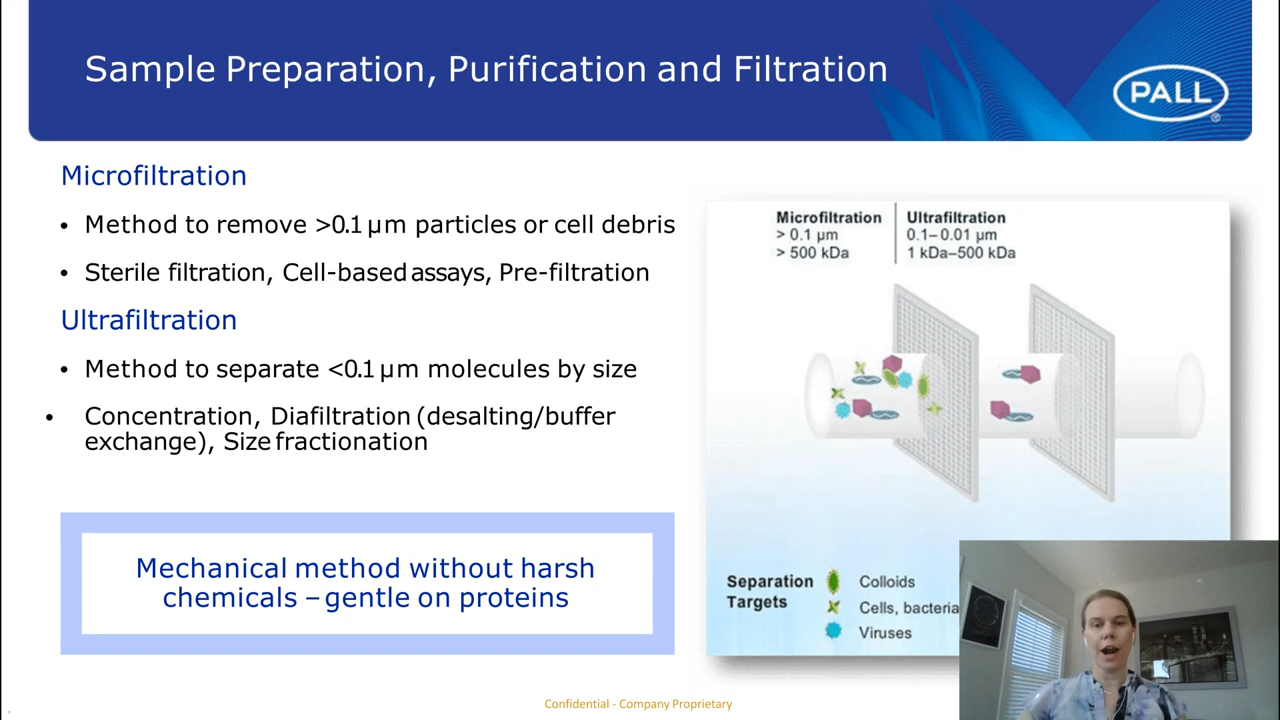 Sample Preparation, Purification and Filtration
PALL
®
Microfiltration
• Method to remove >0.1 µm particles or cell debris
• Sterile filtration, Cell-based assays, Pre-filtration
Ultrafiltration
• Method to separate <0.1 µm molecules by size
• Concentration, Diafiltration (desalting/buffer
exchange), Size fractionation
Mechanical method without harsh
chemicals – gentle on proteins
Microfiltration
> 0.1 µm
> 500 kDa
Ultrafiltration
0.1–0.01 µm
1 kDa–500 kDa
Separation
Targets
Colloids
Cells, bacteria
Viruses
Confidential - Company Proprietary